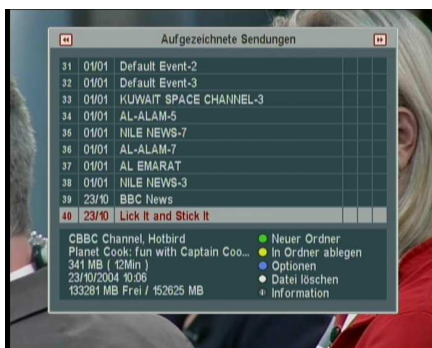 Aufgezeichnete Sendungen
31 01/01 Default Event-2
32 01/01 Default Event-3
33 01/01 KUWAIT SPACE CHANNEL-3
34 01/01 AL-ALAM-5
35 01/01 NILE NEWS-7
36 01/01 AL-ALAM-7
37 01/01 AL EMARAT
38 01/01 NILE NEWS-3
39 23/10 BBC News
40 23/10 Lick It and Stick It
CBBC Channel, Hotbird
Planet Cook: fun with Captain Coo...
341 MB ( 12Min )
23/10/2004 10:06
133281 MB Frei / 152625 MB
Neuer Ordner
In Ordner ablegen
Optionen
Datei löschen
Information